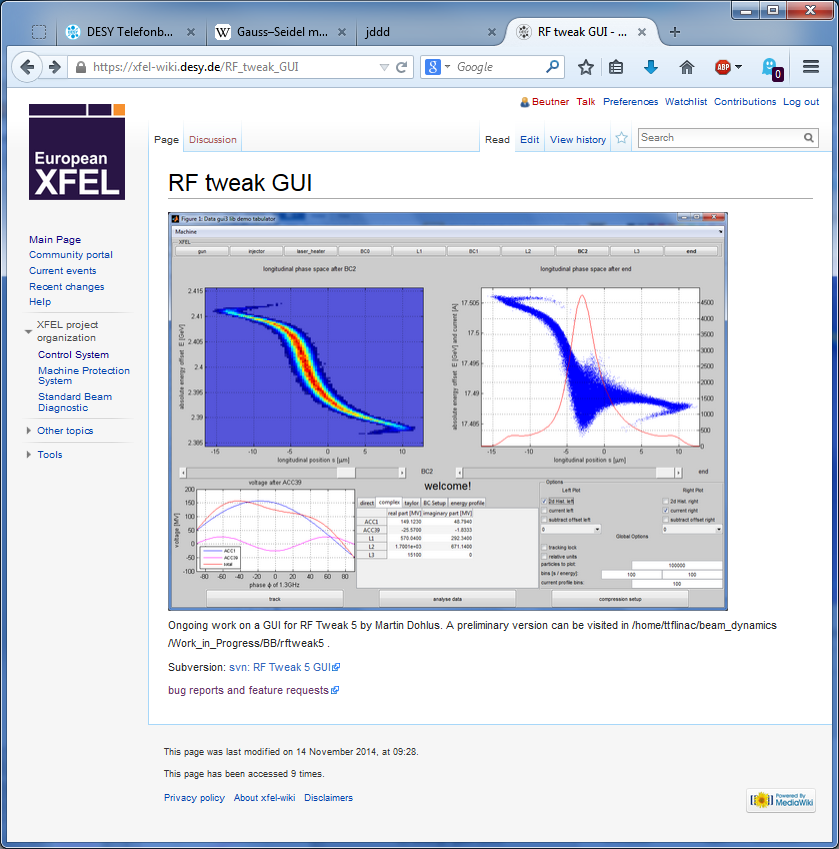 DESY Telefonb...
Gauss–Seidel m...
jddd
RF tweak GUI - ...
https://xfel-wiki.desy.de/RF_tweak_GUI
Google
ABP
0
Beutner Talk Preferences Watchlist Contributions Log out
Page Discussion Read Edit View history Search
European
XFEL
RF tweak GUI
Main Page
Community portal
Current events
Recent changes
Help
XFEL project
organization
Control System
Machine Protection
System
Standard Beam
Diagnostic
Other topics
Tools
Figure 1: Data gui3 lib demo tabulator
Machine
XFEL
gun injector laser_heater BC0 L1 BC1 L2 BC2 L3 end
longitudinal phase space after BC2
absolute energy offset E [GeV]
2.415
2.41
2.405
2.4
2.395
2.39
2.385
-15 -10 -5 0 5 10
longitudinal position s [µm]
BC2
longitudinal phase space after end
absolute energy offset E [GeV] and current [A]
17.505
17.5
17.495
17.49
17.485
4500
4000
3500
3000
2500
2000
1500
1000
500
0
-15 -10 -5 0 5 10
longitudinal position s [µm]
end
welcome!
voltage after ACC39
voltage [MV]
200
150
100
50
0
-50
-100
ACC1
ACC39
total
-80 -60 -40 -20 0 20 40 60 80
phase ϕ of 1.3GHz
direct complex taylor BC Setup energy profile
real part [MV] imaginary part [MV]
ACC1 149.1230 40.7940
ACC39 -25.5790 -1.8333
L1 570.0400 292.3400
L2 1.7001e+03 671.1400
L3 15100 0
Options
Left Plot Right Plot
2d Hist. left 2d Hist. right
current left current right
subtract offset left subtract offset right
0 0
Global Options
tracking lock
relative units
particles to plot: 100000
bins [s / energy]: 100 100
current profile bins: 100
track analyse data compression setup
Ongoing work on a GUI for RF Tweak 5 by Martin Dohlus. A preliminary version can be visited in /home/ttflinac/beam_dynamics
/Work_in_Progress/BB/rftweak5 .
Subversion: svn: RF Tweak 5 GUI
bug reports and feature requests
This page was last modified on 14 November 2014, at 09:28.
This page has been accessed 9 times.
Privacy policy About xfel-wiki Disclaimers
Powered By
MediaWiki